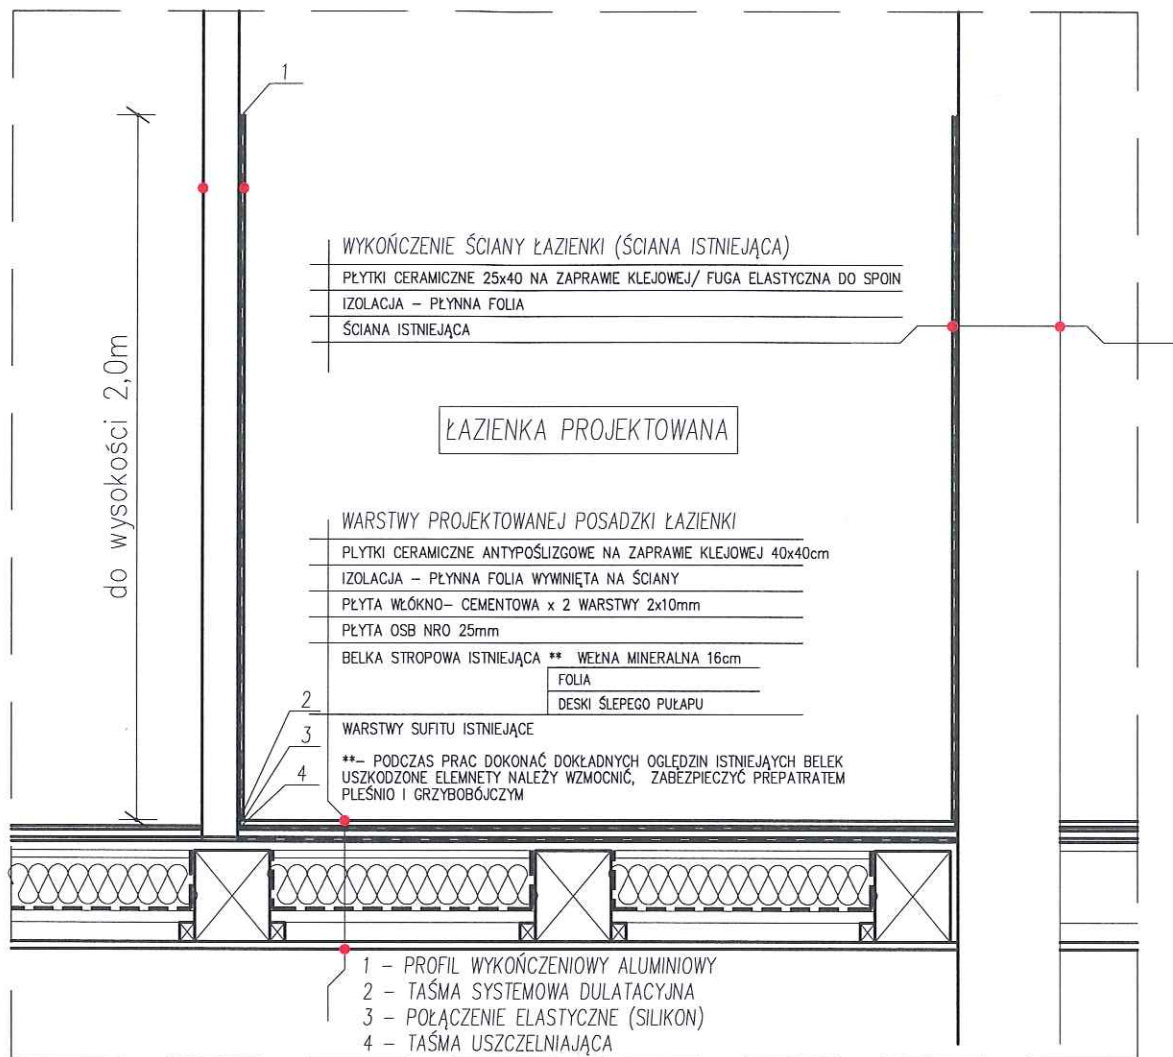 1
do wysokości 2,0m
WYKOŃCZENIE ŚCIANY ŁAZIENKI (ŚCIANA ISTNIEJĄCA)
PŁYTKI CERAMICZNE 25x40 NA ZAPRAWIE KLEJOWEJ/ FUGA ELASTYCZNA DO SPOIN
IZOLACJA – PŁYNNA FOLIA
ŚCIANA ISTNIEJĄCA
ŁAZIENKA PROJEKTOWANA
WARSTWY PROJEKTOWANEJ POSADZKI ŁAZIENKI
PLYTKI CERAMICZNE ANTYPOŚLIZGOWE NA ZAPRAWIE KLEJOWEJ 40x40cm
IZOLACJA – PŁYNNA FOLIA WYWINIĘTA NA ŚCIANY
PŁYTA WŁÓKNO– CEMENTOWA x 2 WARSTWY 2x10mm
PŁYTA OSB NRO 25mm
BELKA STROPOWA ISTNIEJĄCA ** WEŁNA MINERALNA 16cm
FOLIA
DESKI ŚLEPEGO PUŁAPU
WARSTWY SUFITU ISTNIEJĄCE
**– PODCZAS PRAC DOKONAĆ DOKŁADNYCH OGLĘDZIN ISTNIEJĄYCH BELEK
USZKODZONE ELEMNETY NALEŻY WZMOCNIĆ, ZABEZPIECZYĆ PREPATRATEM
PLEŚNIO I GRZYBOBÓJCZYM
2
3
4
1 – PROFIL WYKOŃCZENIOWY ALUMINIOWY
2 – TAŚMA SYSTEMOWA DULATACYJNA
3 – POŁĄCZENIE ELASTYCZNE (SILIKON)
4 – TAŚMA USZCZELNIAJĄCA